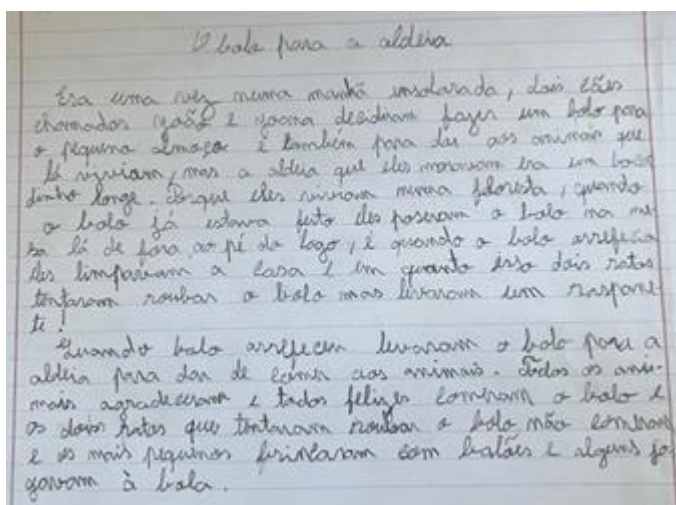 O bolo para a aldeia
Era uma vez numa manhã insolarada, dois cães
chamados João e Joana decidiram fazer um bolo para
o pequeno almoço e também para dar aos animais que
lá viviam, mas a aldeia que eles moravam era um boca
dinho longe. Porque eles viviam numa floresta, quando
o bolo já estava feito eles poseram o bolo na me
sa lá de fora, ao pé do lago, e quando o bolo arrefecia
eles limpavam a casa e em quanto isso dois ratos
tentaram roubar o bolo mas levaram um raspane
te!
Quando bolo arrefeceu levaram o bolo para a
aldeia para dar de comer aos animais. Todos os ani-
mais agradeceram e todos felizes comeram o bolo e
os dois ratos que tentaram roubar o bolo não comeram
e os mais pequenos brincaram com balões e alguns jo
gavam à bola.